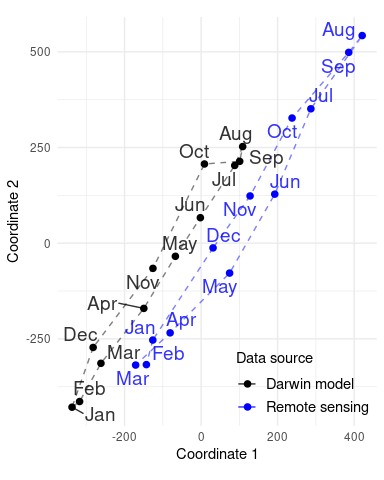 Aug
500
Sep
Jul
Oct
Aug
250
Oct
Sep
Jul
Jun
Jun
Nov
Dec
May
0
Nov
May
Apr
Apr
Jan
Dec
-250
Mar
Feb
Mar
Feb
Jan
Coordinate 2
Data source
Darwin model
Remote sensing
-200
0
200
400
Coordinate 1